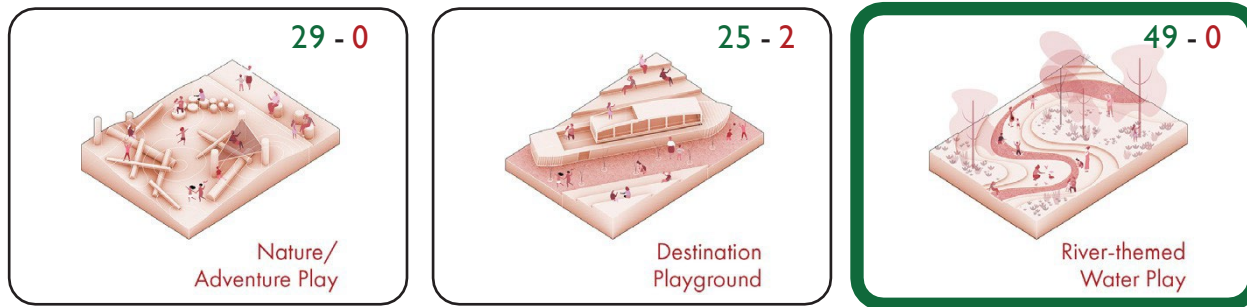 29 - 0
Nature/
Adventure Play
25 - 2
Destination
Playground
49 - 0
River-themed
Water Play